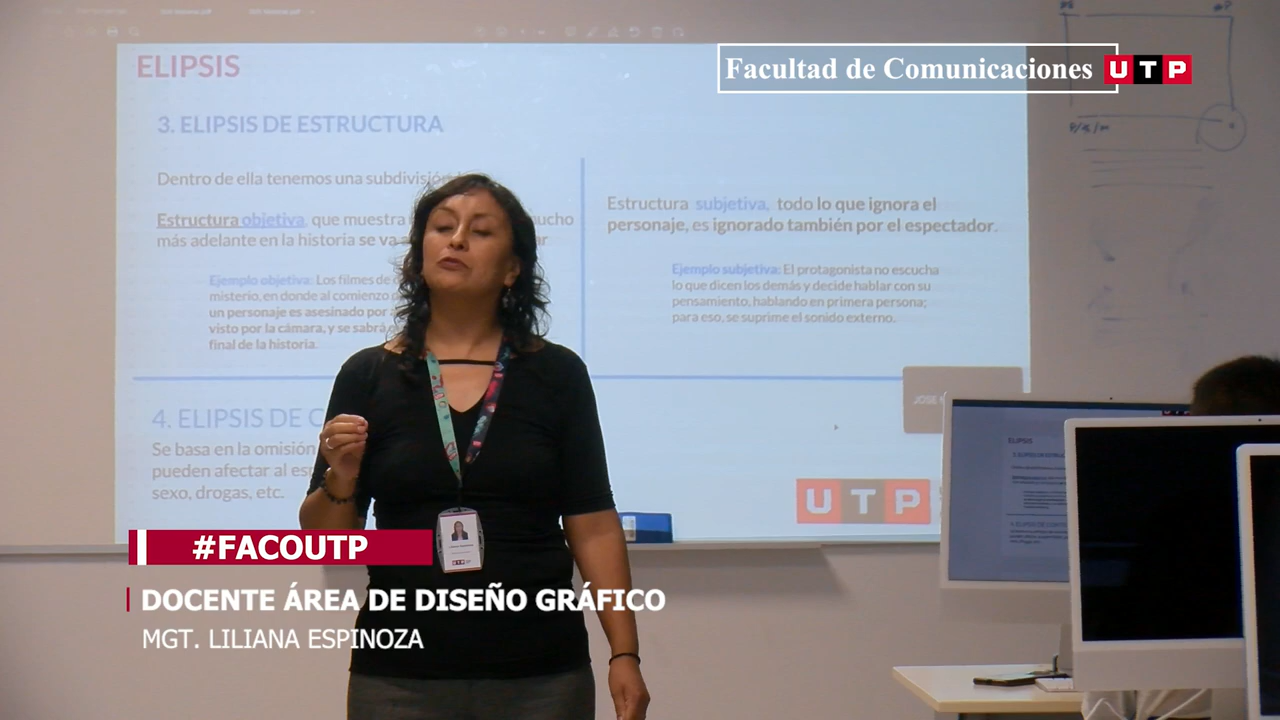 ELIPSIS
Facultad de Comunicaciones UTP
3. ELIPSIS DE ESTRUCTURA
Dentro de ella tenemos una subdivisión
Estructura objetiva, que muestra mucho
más adelante en la historia se va
Ejemplo objetiva: Los filmes de
misterio, en donde al comienzo
un personaje es asesinado por
visto por la cámara, y se sabrá
final de la historia.
Estructura subjetiva, todo lo que ignora el
personaje, es ignorado también por el espectador.
Ejemplo subjetiva: El protagonista no escucha
lo que dicen los demás y decide hablar con su
pensamiento, hablando en primera persona;
para eso, se suprime el sonido externo.
4. ELIPSIS DE
Se basa en la omisión
pueden afectar al
sexo, drogas, etc.
JOSE
UTP
ELIPSIS
#FACOUTP
DOCENTE ÁREA DE DISEÑO GRÁFICO
MGT. LILIANA ESPINOZA